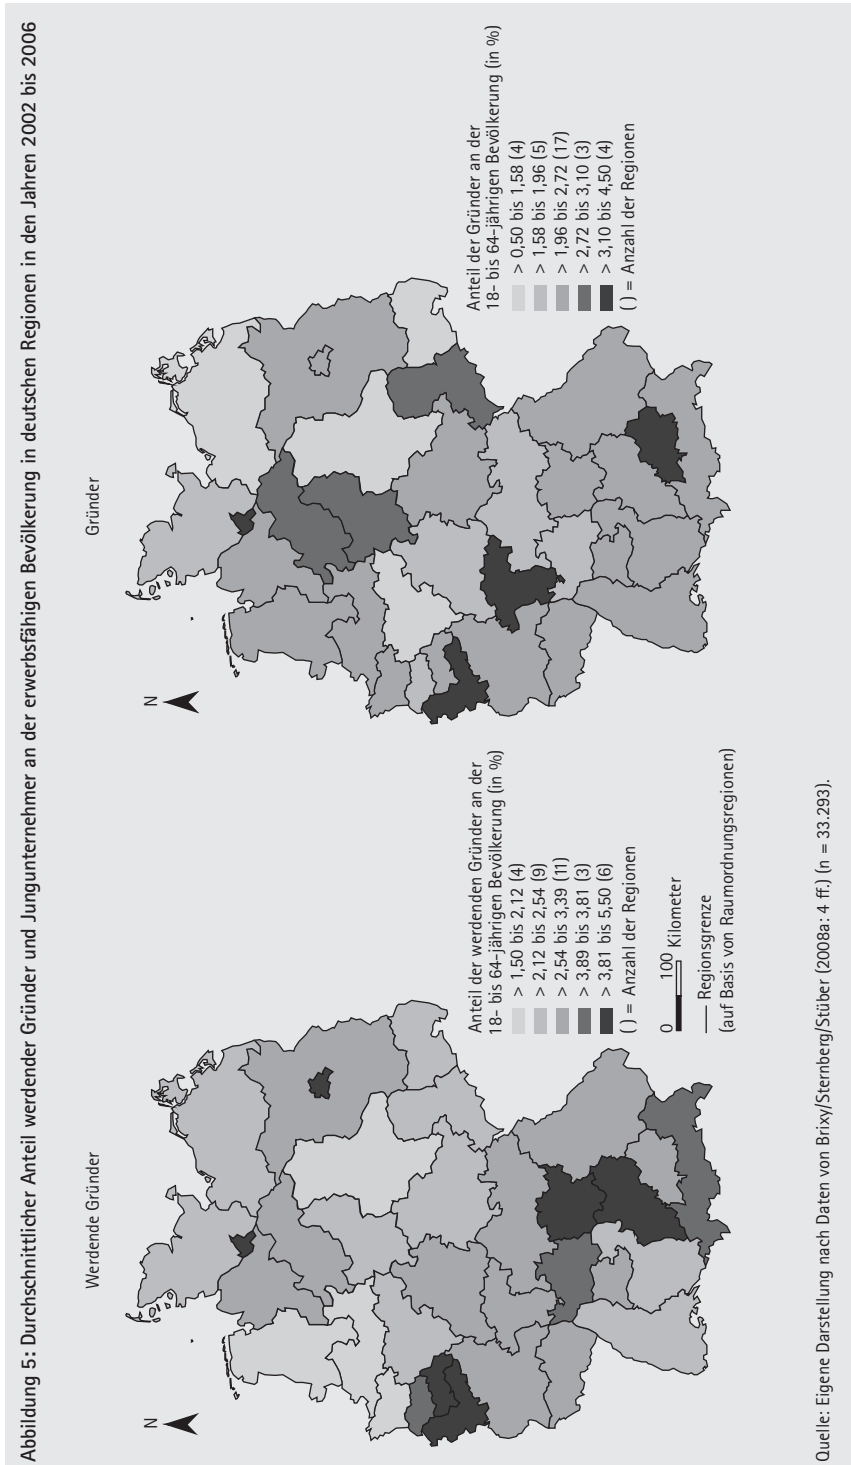 Abbildung 5: Durchschnittlicher Anteil werdender Gründer und Jungunternehmer an der erwerbsfähigen Bevölkerung in deutschen Regionen in den Jahren 2002 bis 2006
Werdende Gründer
N
Anteil der werdenden Gründer an der
18- bis 64-jährigen Bevölkerung (in %)
> 1,50 bis 2,12 (4)
> 2,12 bis 2,54 (9)
> 2,54 bis 3,39 (11)
> 3,89 bis 3,81 (3)
> 3,81 bis 5,50 (6)
( ) = Anzahl der Regionen
0 100 Kilometer
Regionsgrenze
(auf Basis von Raumordnungsregionen)
Gründer
N
Anteil der Gründer an der
18- bis 64-jährigen Bevölkerung (in %)
> 0,50 bis 1,58 (4)
> 1,58 bis 1,96 (5)
> 1,96 bis 2,72 (17)
> 2,72 bis 3,10 (3)
> 3,10 bis 4,50 (4)
( ) = Anzahl der Regionen
Quelle: Eigene Darstellung nach Daten von Brixy/Sternberg/Stüber (2008a: 4 ff.) (n = 33.293).